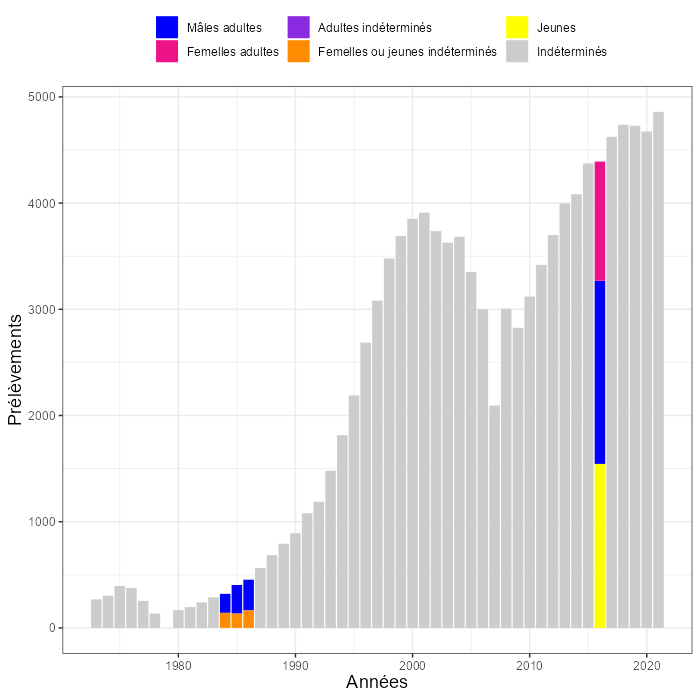 Mâles adultes Adultes indéterminés Jeunes
Femelles adultes Femelles ou jeunes indéterminés Indéterminés
5000
4000
3000
2000
1000
0
Prélèvements
1980 1990 2000 2010 2020
Années